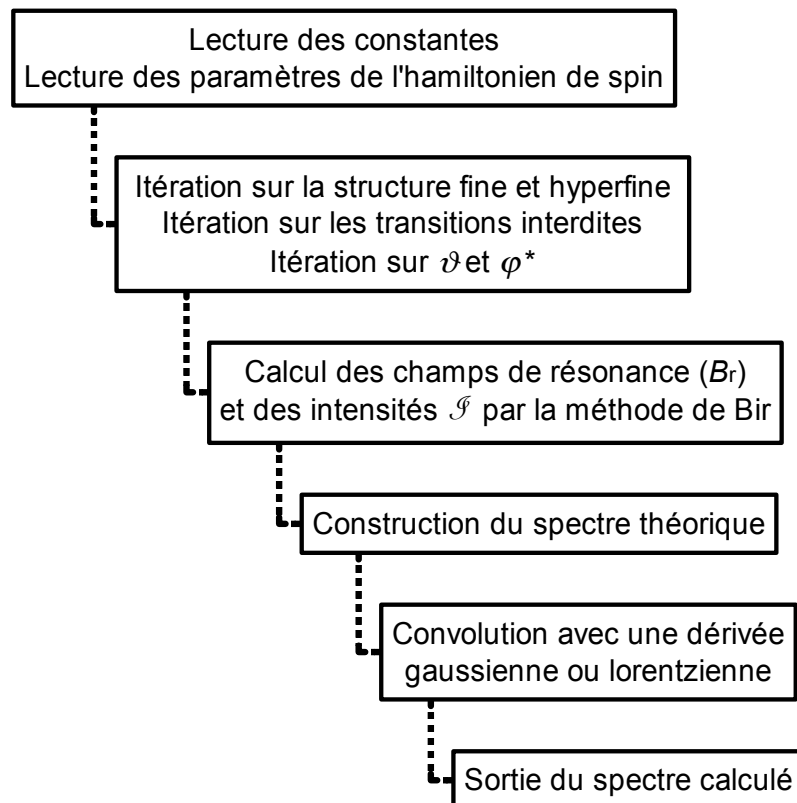 Lecture des constantes
Lecture des paramètres de l'hamiltonien de spin
Itération sur la structure fine et hyperfine
Itération sur les transitions interdites
Itération sur ϑ et φ*
Calcul des champs de résonance (Br)
et des intensités ℐ par la méthode de Bir
Construction du spectre théorique
Convolution avec une dérivée
gaussienne ou lorentzienne
Sortie du spectre calculé